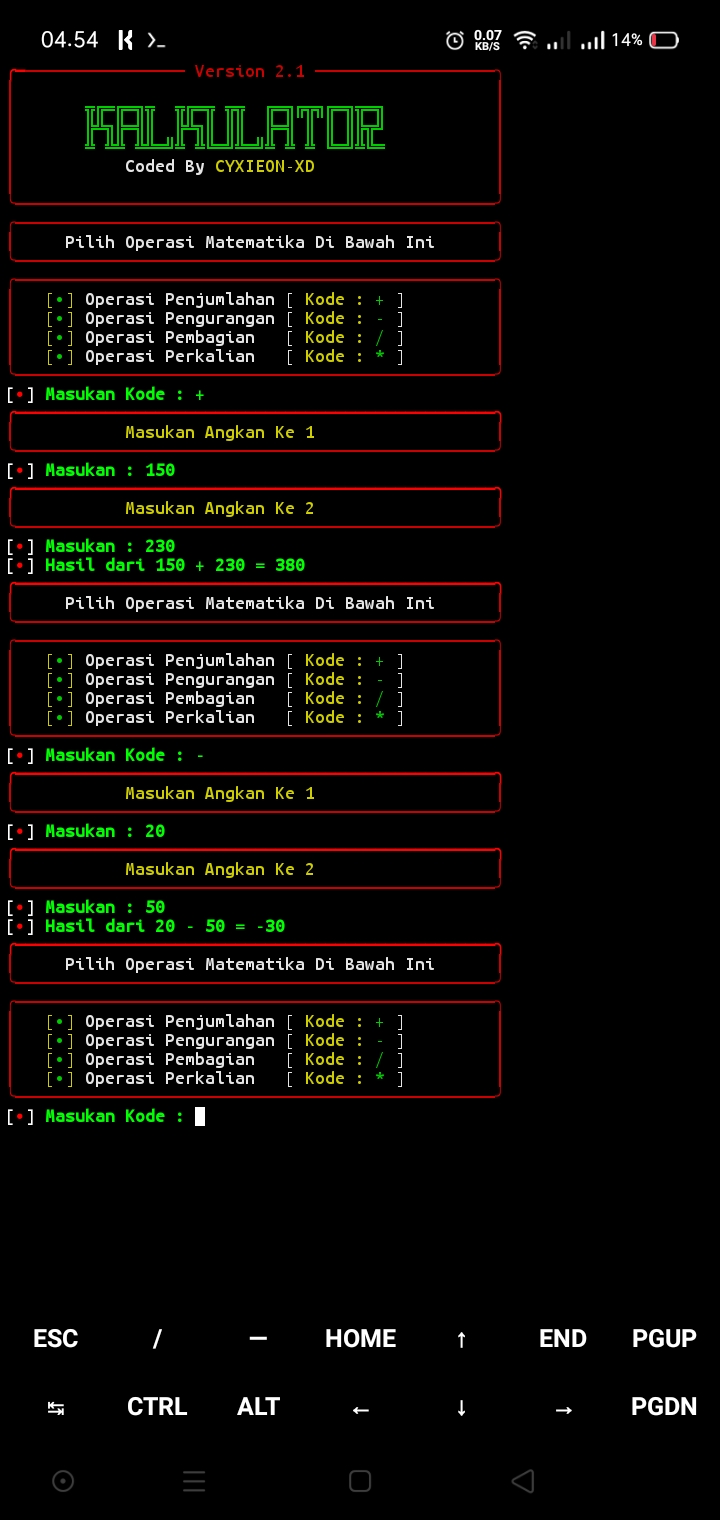 04.54 0.07 KB/S 14%
Version 2.1
KALKULATOR
Coded By CYXIEON-XD
Pilih Operasi Matematika Di Bawah Ini
[•] Operasi Penjumlahan [ Kode : + ]
[•] Operasi Pengurangan [ Kode : - ]
[•] Operasi Pembagian [ Kode : / ]
[•] Operasi Perkalian [ Kode : * ]
[•] Masukan Kode : +
Masukan Angkan Ke 1
[•] Masukan : 150
Masukan Angkan Ke 2
[•] Masukan : 230
[•] Hasil dari 150 + 230 = 380
Pilih Operasi Matematika Di Bawah Ini
[•] Operasi Penjumlahan [ Kode : + ]
[•] Operasi Pengurangan [ Kode : - ]
[•] Operasi Pembagian [ Kode : / ]
[•] Operasi Perkalian [ Kode : * ]
[•] Masukan Kode : -
Masukan Angkan Ke 1
[•] Masukan : 20
Masukan Angkan Ke 2
[•] Masukan : 50
[•] Hasil dari 20 - 50 = -30
Pilih Operasi Matematika Di Bawah Ini
[•] Operasi Penjumlahan [ Kode : + ]
[•] Operasi Pengurangan [ Kode : - ]
[•] Operasi Pembagian [ Kode : / ]
[•] Operasi Perkalian [ Kode : * ]
[•] Masukan Kode :
ESC / — HOME ↑ END PGUP
↹ CTRL ALT ← ↓ → PGDN